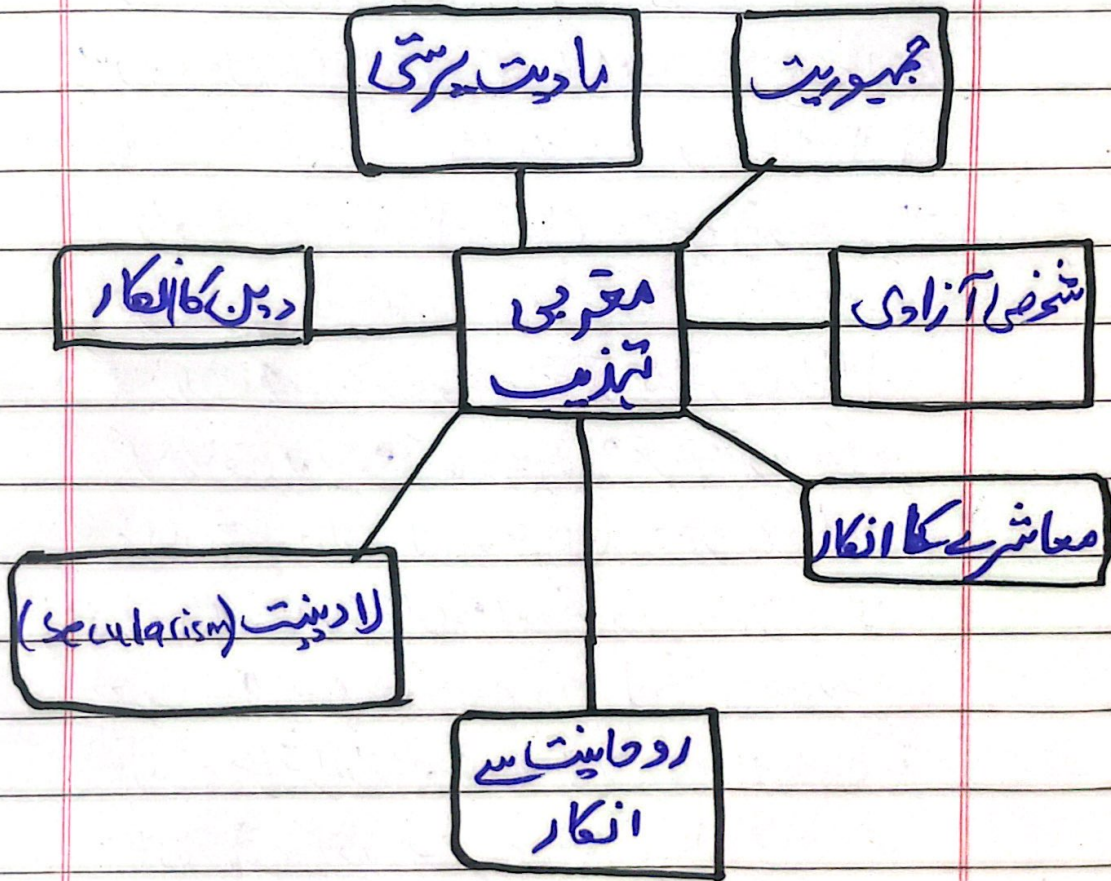 جمہوریت
مادیت پرستی
شخصی آزادی
مغربی
تہذیب
دین کا انکار
معاشرے کا انکار
لادینیت (Secularism)
روحانیت سے
انکار